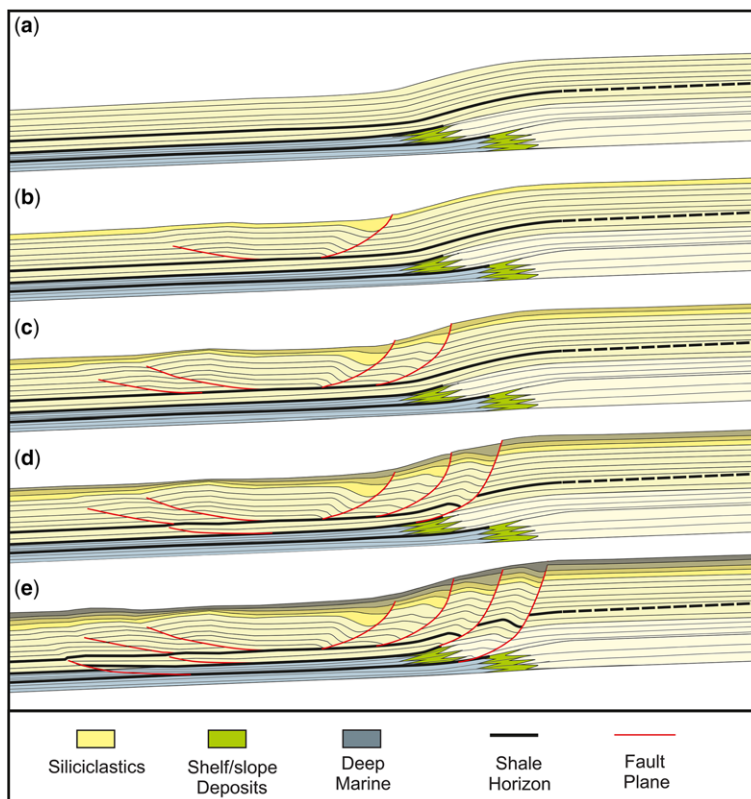 (a)
(b)
(c)
(d)
(e)
Siliciclastics
Shelf/slope
Deposits
Deep
Marine
Shale
Horizon
Fault
Plane